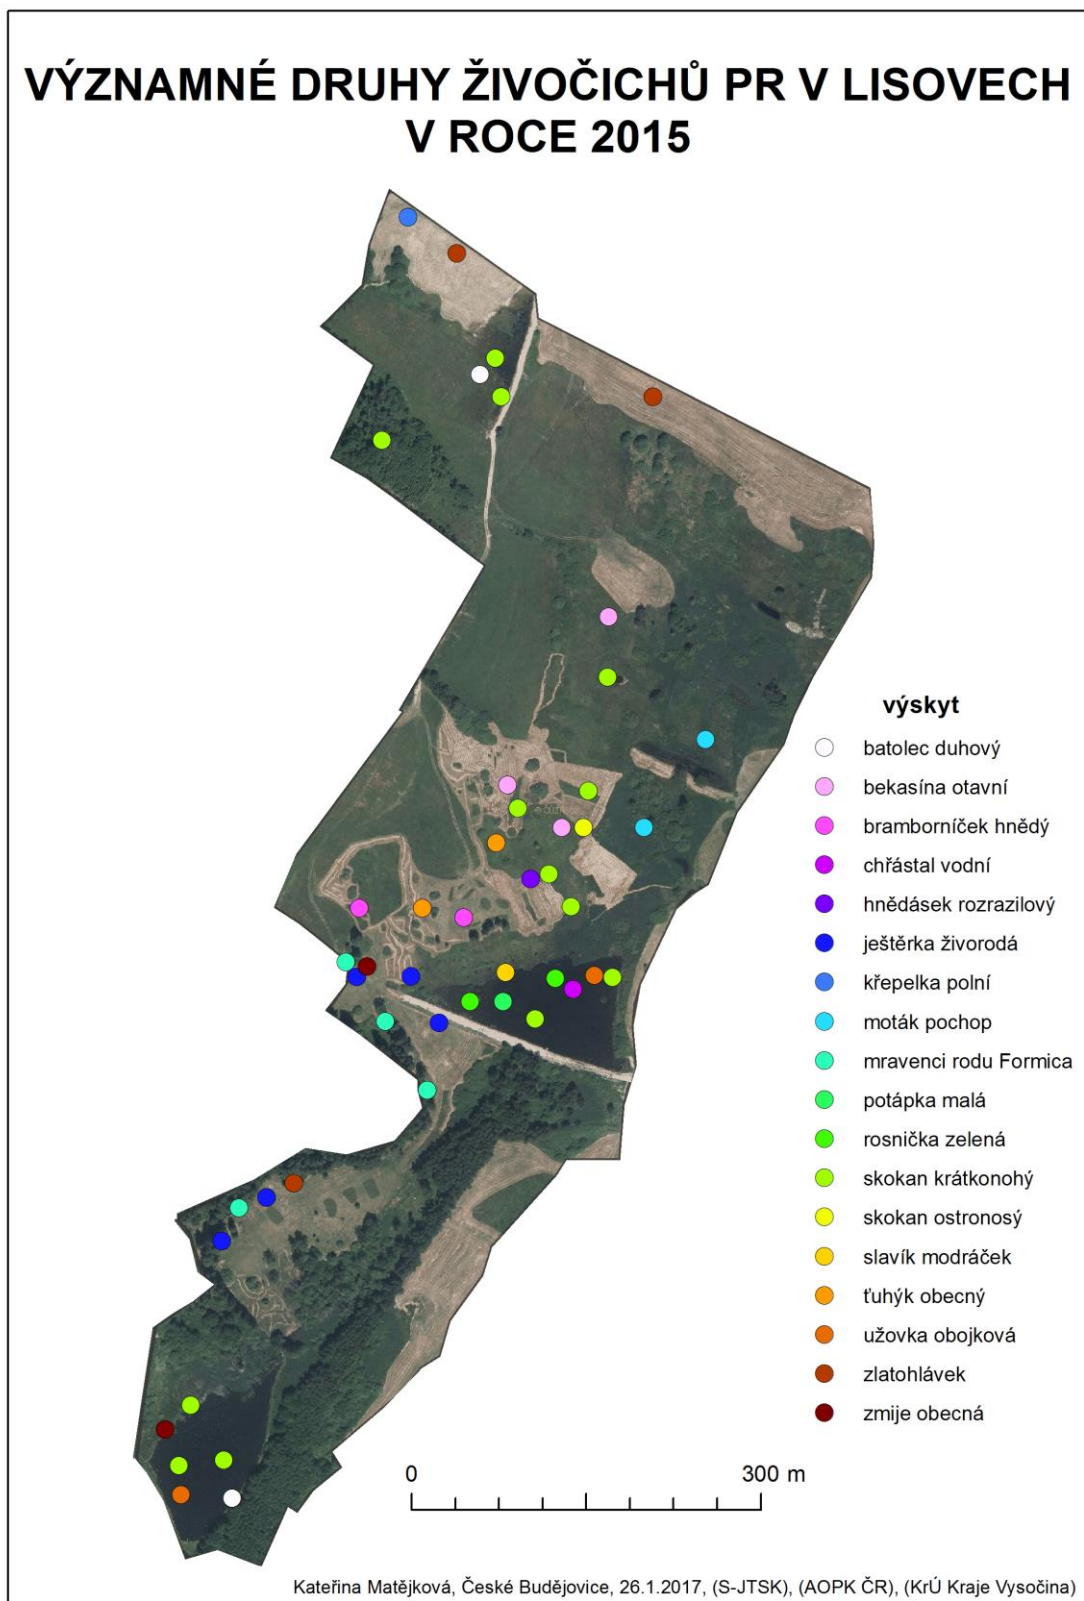 VÝZNAMNÉ DRUHY ŽIVOČICHŮ PR V LISOVECH
V ROCE 2015
výskyt
batolec duhový
bekasína otavní
bramborníček hnědý
chřástal vodní
hnědásek rozrazilový
ještěrka živorodá
křepelka polní
moták pochop
mravenci rodu Formica
potápka malá
rosnička zelená
skokan krátkonohý
skokan ostronosý
slavík modráček
ťuhýk obecný
užovka obojková
zlatohlávek
zmije obecná
0 300 m
Kateřina Matějková, České Budějovice, 26.1.2017, (S-JTSK), (AOPK ČR), (KrÚ Kraje Vysočina)